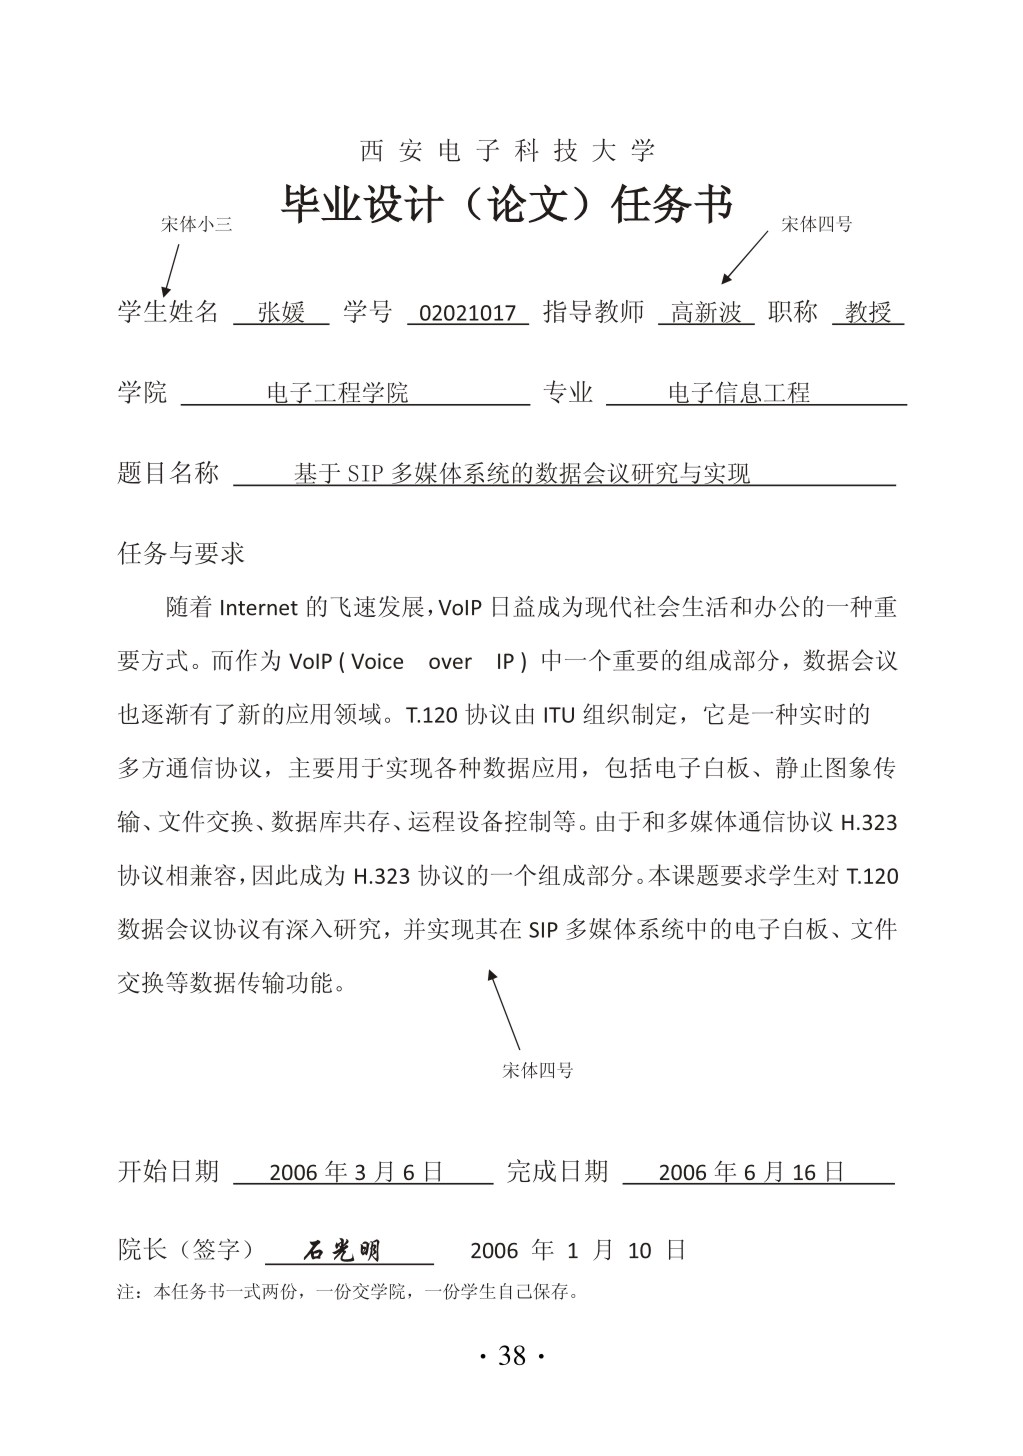 西安电子科技大学
毕业设计（论文）任务书
宋体小三 宋体四号
学生姓名 张媛 学号 02021017 指导教师 高新波 职称 教授
学院 电子工程学院 专业 电子信息工程
题目名称 基于 SIP 多媒体系统的数据会议研究与实现
任务与要求
随着 Internet 的飞速发展，VoIP 日益成为现代社会生活和办公的一种重
要方式。而作为 VoIP ( Voice over IP ) 中一个重要的组成部分，数据会议
也逐渐有了新的应用领域。T.120 协议由 ITU 组织制定，它是一种实时的
多方通信协议，主要用于实现各种数据应用，包括电子白板、静止图象传
输、文件交换、数据库共存、运程设备控制等。由于和多媒体通信协议 H.323
协议相兼容，因此成为 H.323 协议的一个组成部分。本课题要求学生对 T.120
数据会议协议有深入研究，并实现其在 SIP 多媒体系统中的电子白板、文件
交换等数据传输功能。
宋体四号
开始日期 2006 年 3 月 6 日 完成日期 2006 年 6 月 16 日
院长（签字） 石光明 2006 年 1 月 10 日
注：本任务书一式两份，一份交学院，一份学生自己保存。
· 38 ·